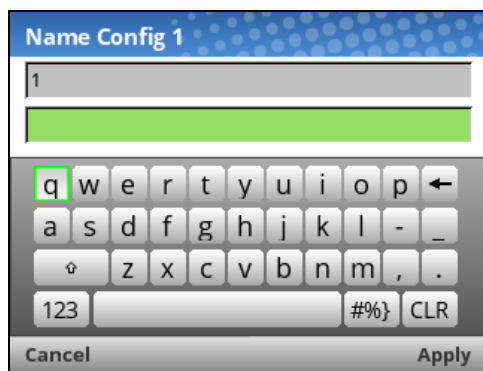 Name Config 1
1
q w e r t y u i o p ←
a s d f g h j k l - _
⇧ z x c v b n m , .
123 #%} CLR
Cancel Apply